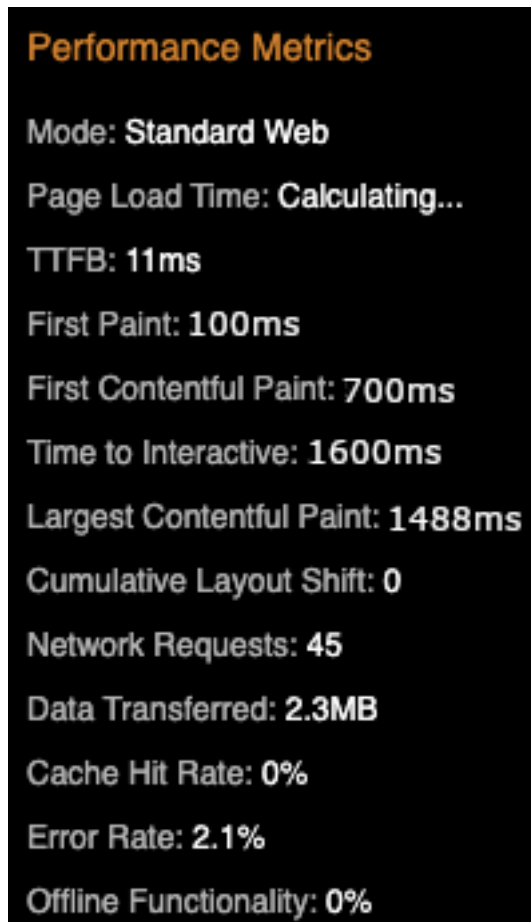 Performance Metrics
Mode: Standard Web
Page Load Time: Calculating...
TTFB: 11ms
First Paint: 100ms
First Contentful Paint: 700ms
Time to Interactive: 1600ms
Largest Contentful Paint: 1488ms
Cumulative Layout Shift: 0
Network Requests: 45
Data Transferred: 2.3MB
Cache Hit Rate: 0%
Error Rate: 2.1%
Offline Functionality: 0%